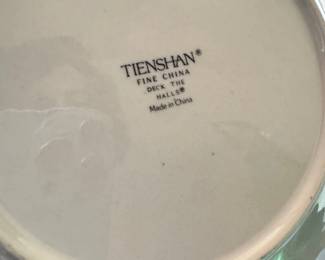 TIENSHAN®
FINE CHINA
DECK THE
HALLS®
Made in China